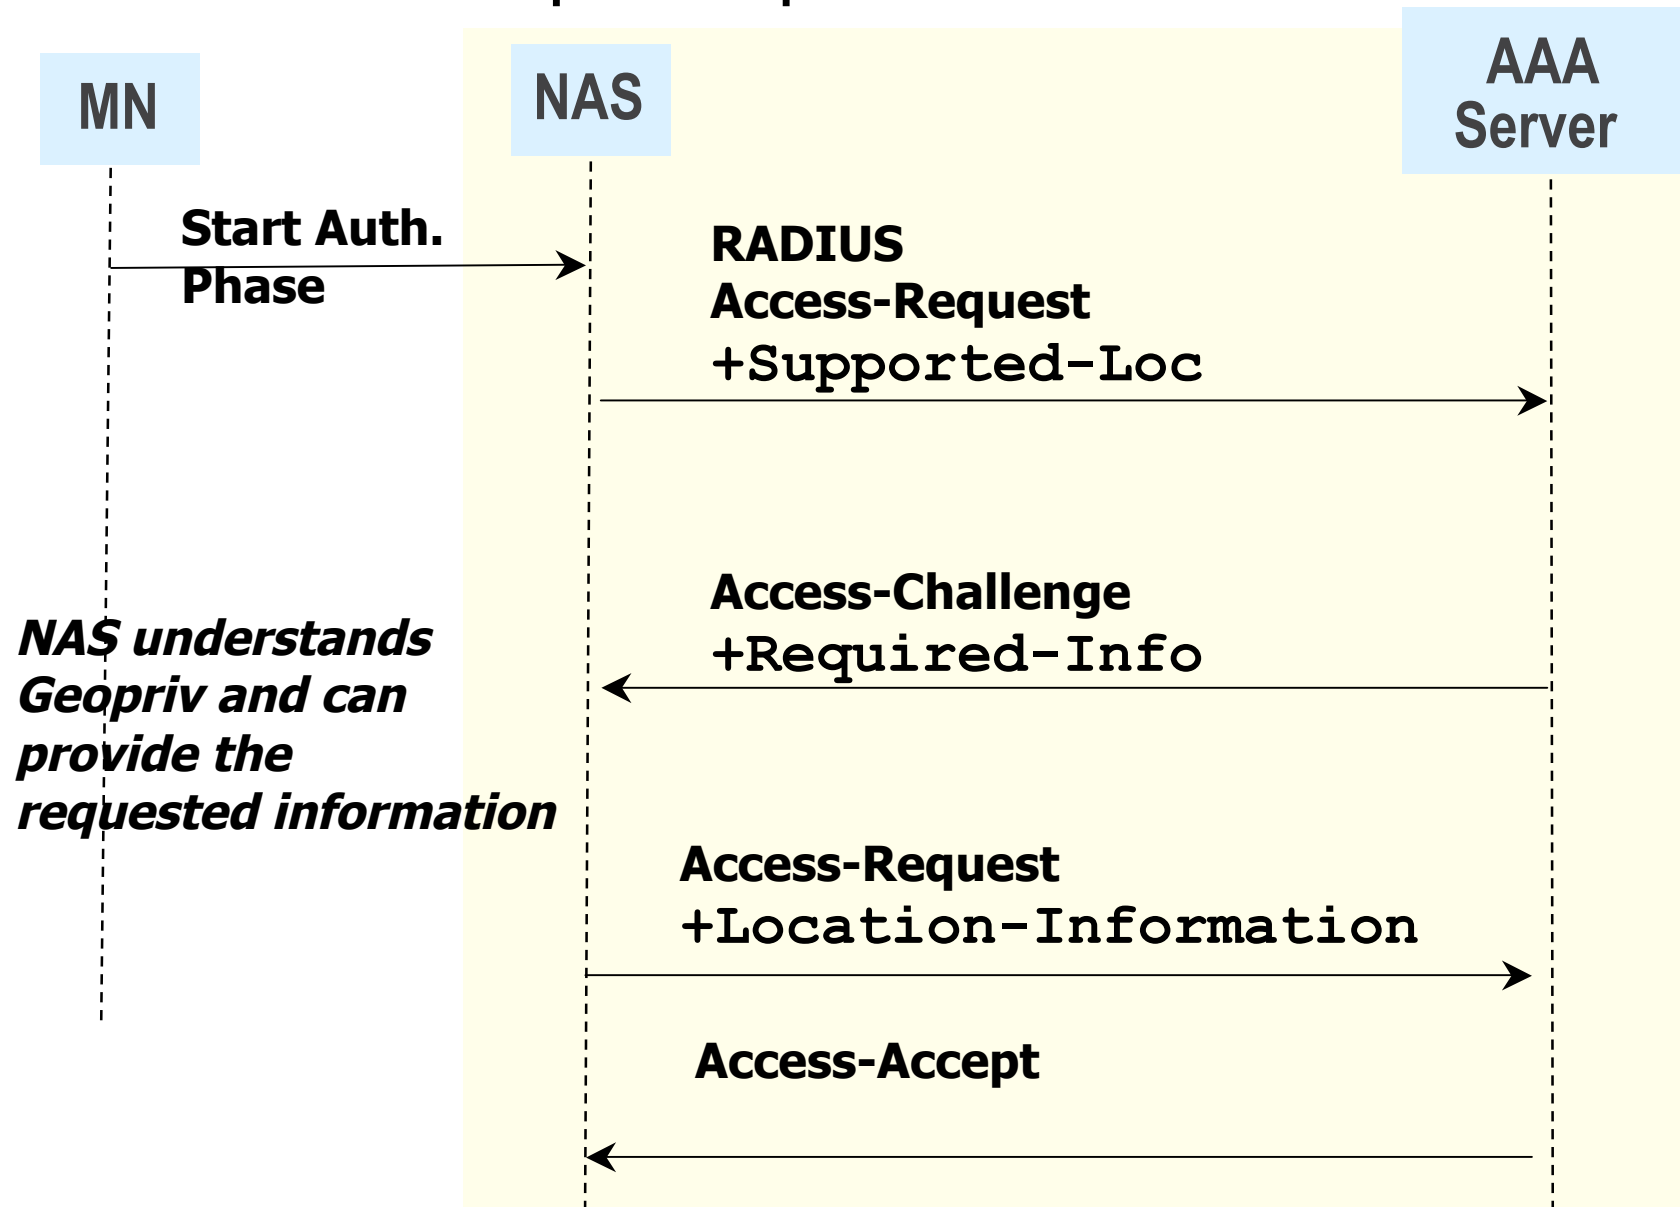 MN
NAS
AAA
Server
Start Auth.
Phase
RADIUS
Access-Request
+Supported-Loc
Access-Challenge
+Required-Info
NAS understands
Geopriv and can
provide the
requested information
Access-Request
+Location-Information
Access-Accept